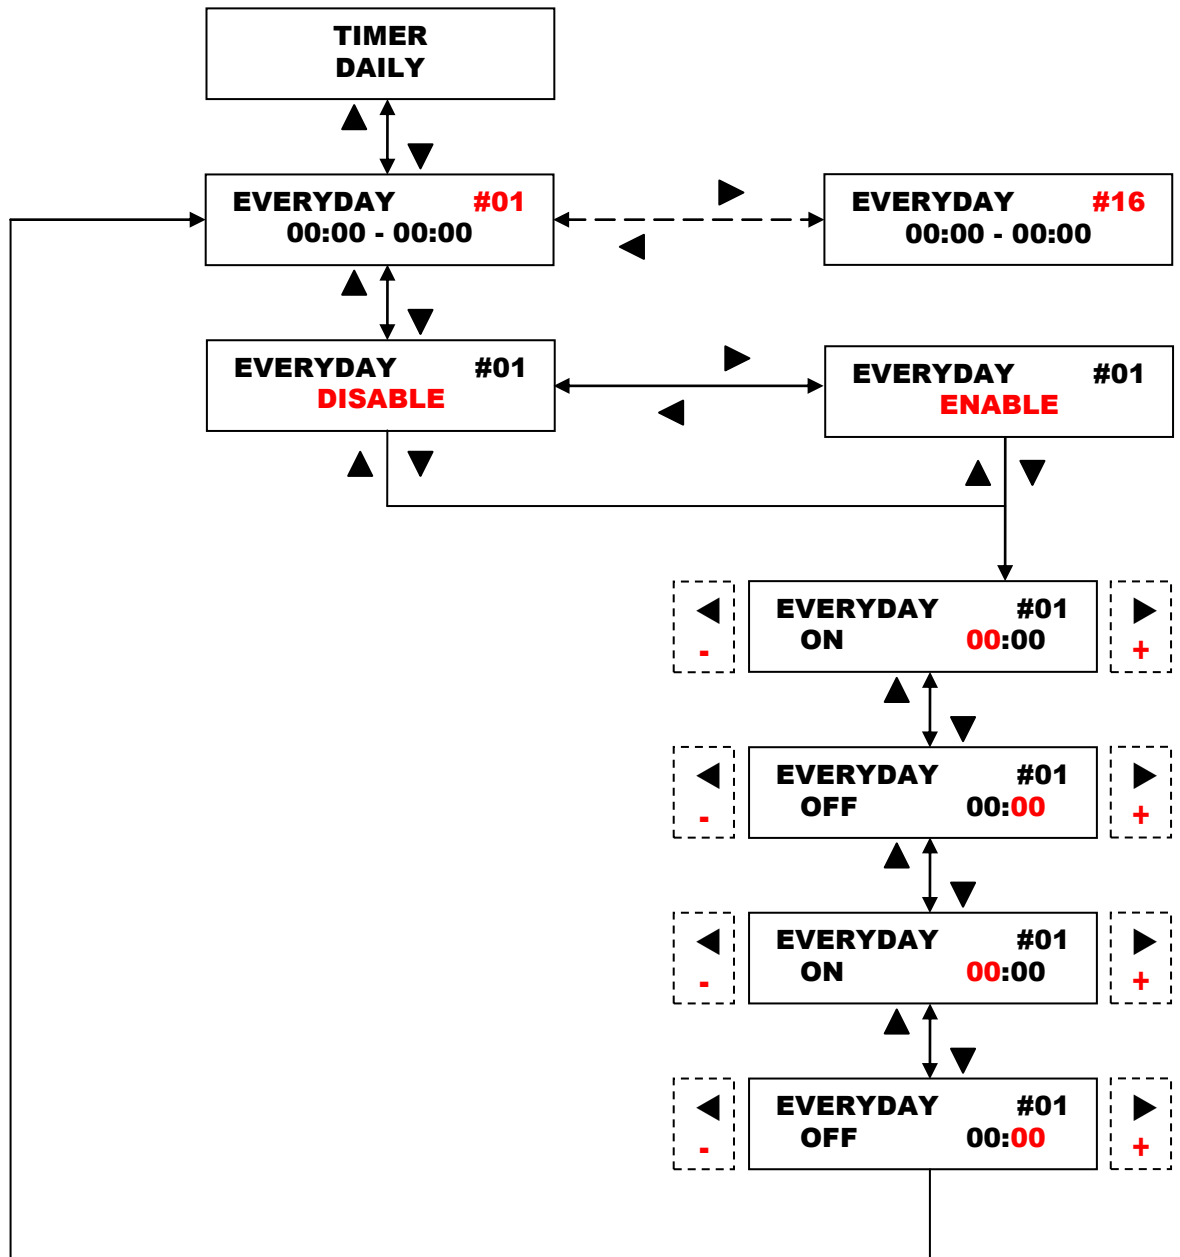 TIMER
DAILY
EVERYDAY #01
00:00 - 00:00
EVERYDAY #16
00:00 - 00:00
EVERYDAY #01
DISABLE
EVERYDAY #01
ENABLE
EVERYDAY #01
- ON 00:00 +
EVERYDAY #01
- OFF 00:00 +
EVERYDAY #01
- ON 00:00 +
EVERYDAY #01
- OFF 00:00 +